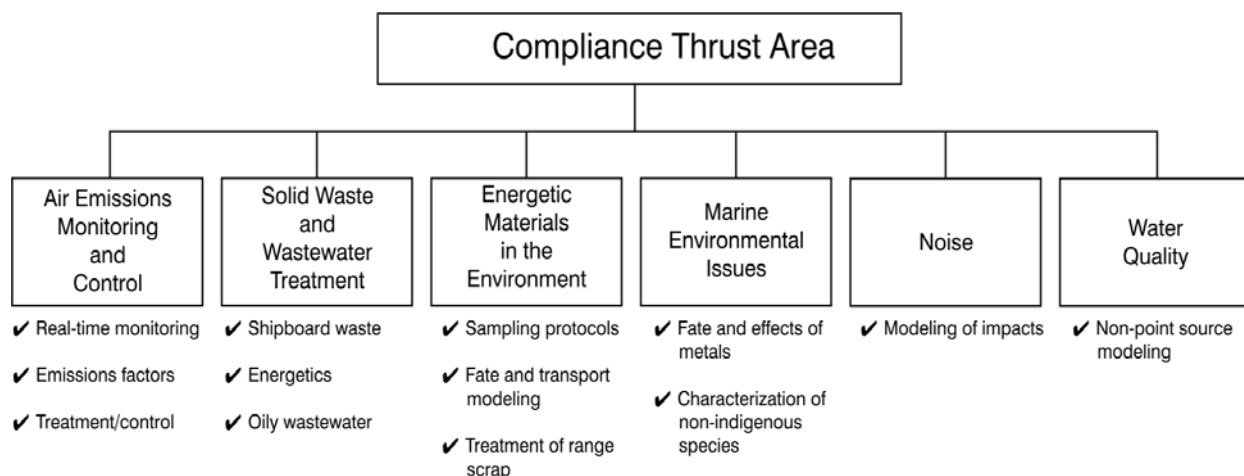 Compliance Thrust Area
Air Emissions
Monitoring
and
Control
✔ Real-time monitoring
✔ Emissions factors
✔ Treatment/control
Solid Waste
and
Wastewater
Treatment
✔ Shipboard waste
✔ Energetics
✔ Oily wastewater
Energetic
Materials
in the
Environment
✔ Sampling protocols
✔ Fate and transport
modeling
✔ Treatment of range
scrap
Marine
Environmental
Issues
✔ Fate and effects of
metals
✔ Characterization of
non-indigenous
species
Noise
✔ Modeling of impacts
Water
Quality
✔ Non-point source
modeling